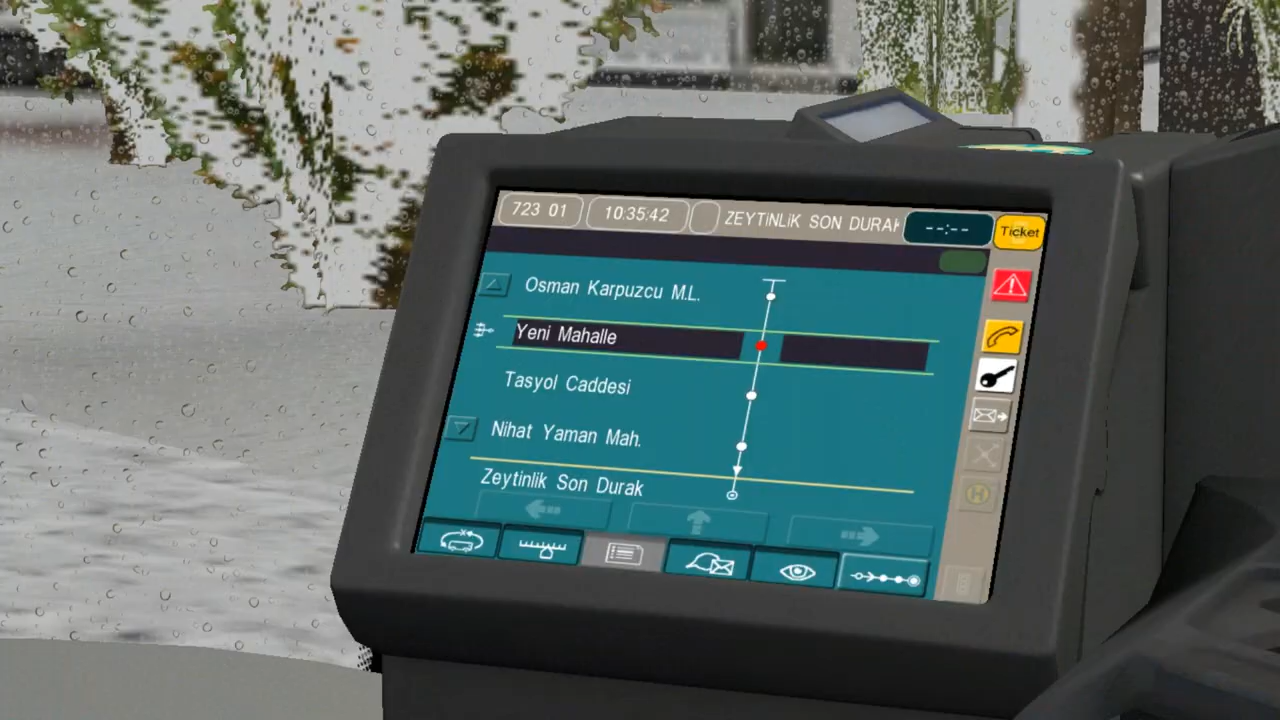 723 01
10:35:42
ZEYTINLIK SON DURAK
--:--
Ticket
Osman Karpuzcu M.L.
Yeni Mahalle
Tasyol Caddesi
Nihat Yaman Mah.
Zeytinlik Son Durak
H